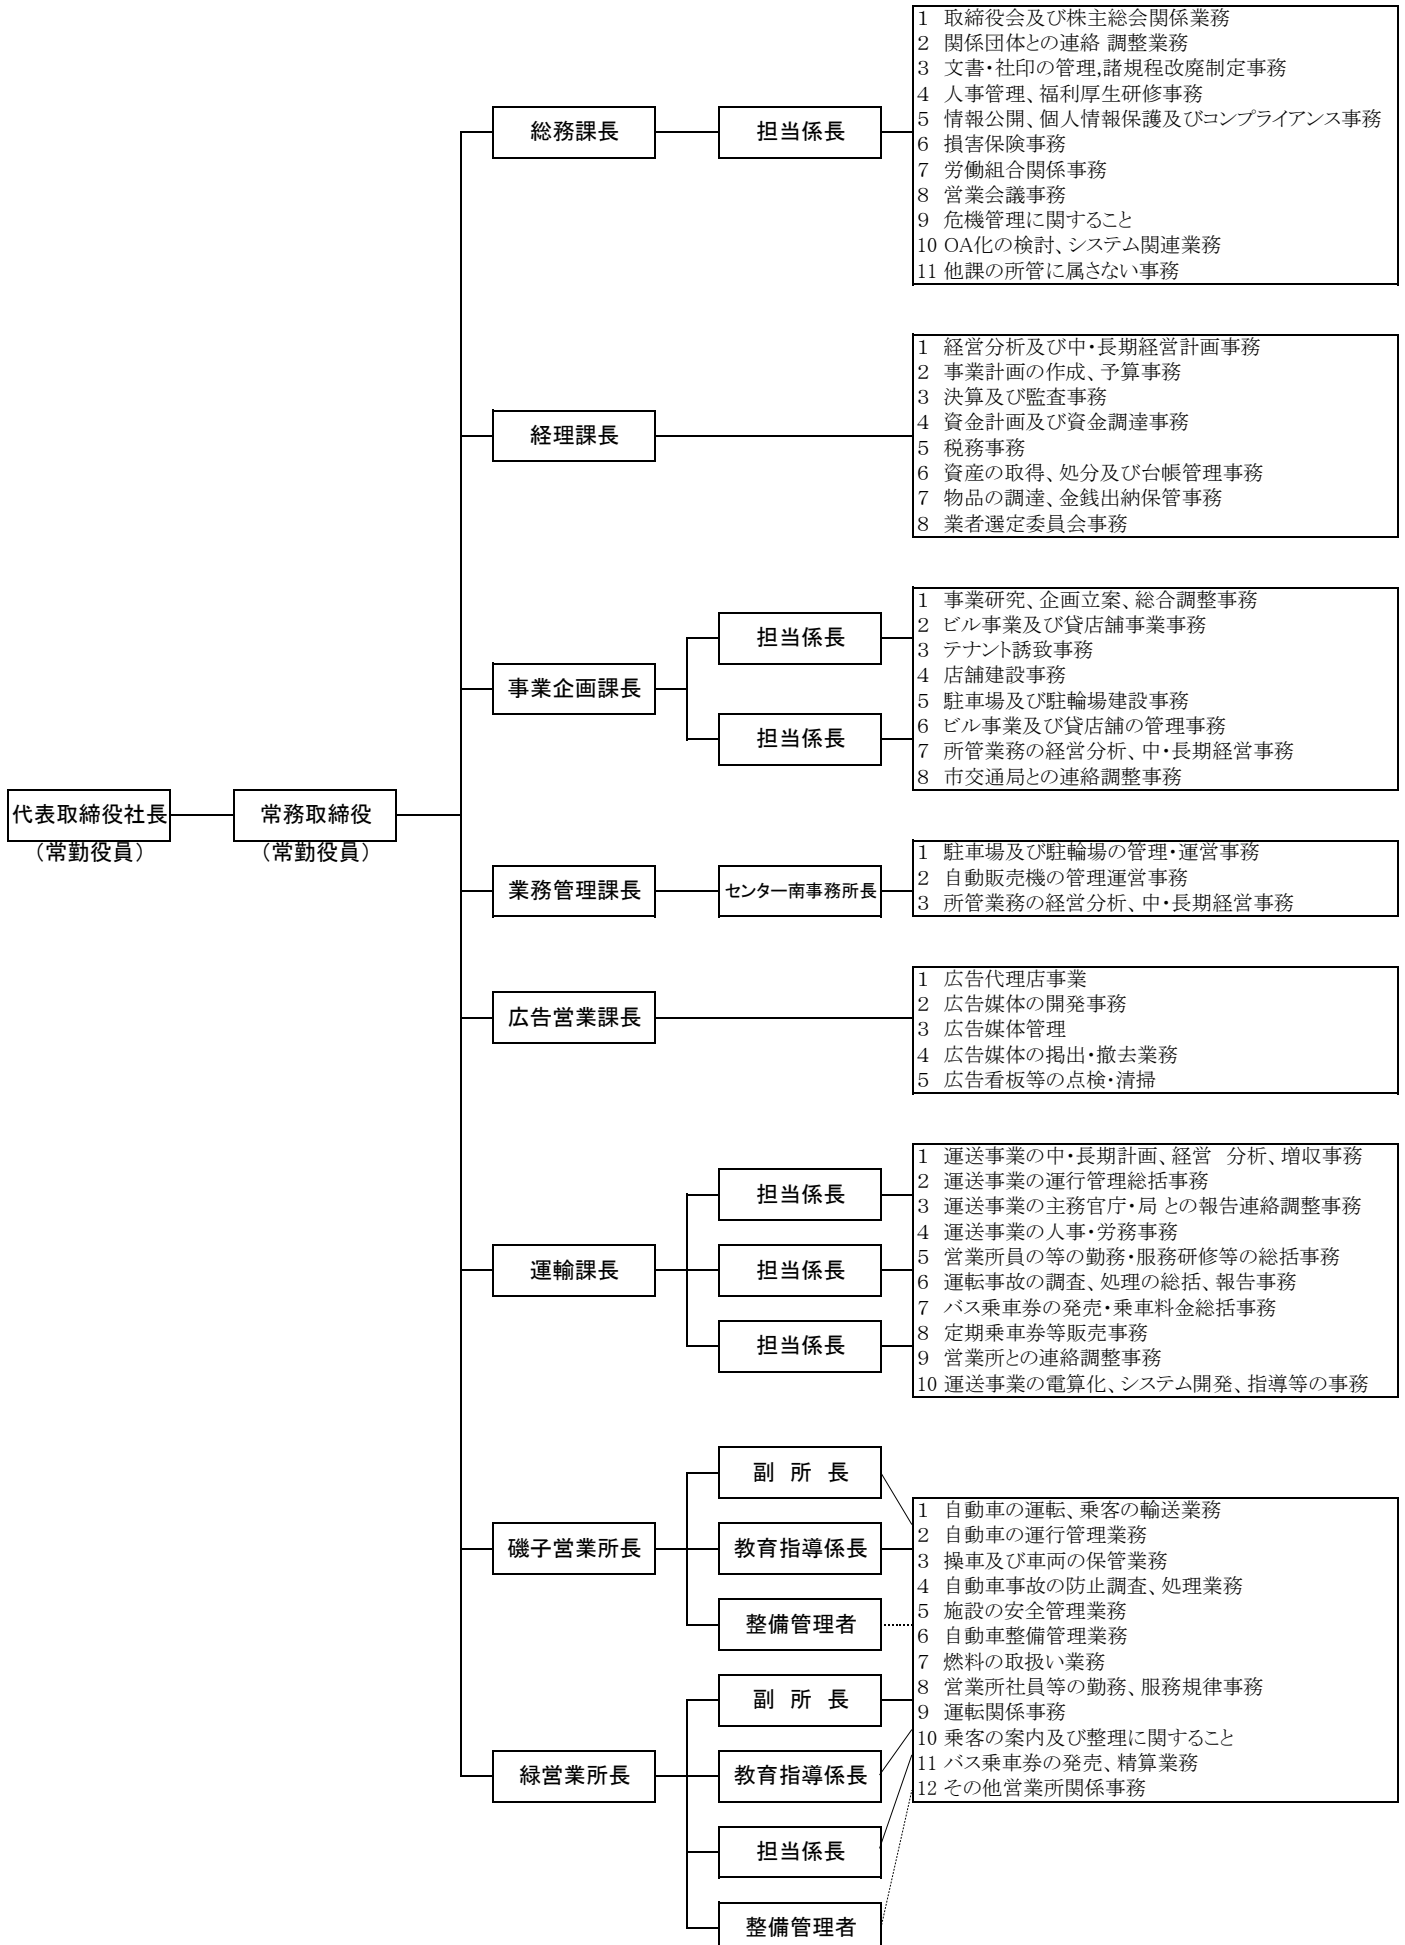 代表取締役社長
(常勤役員)
常務取締役
(常勤役員)
総務課長
担当係長
1 取締役会及び株主総会関係業務
2 関係団体との連絡 調整業務
3 文書・社印の管理,諸規程改廃制定事務
4 人事管理、福利厚生研修事務
5 情報公開、個人情報保護及びコンプライアンス事務
6 損害保険事務
7 労働組合関係事務
8 営業会議事務
9 危機管理に関すること
10 OA化の検討、システム関連業務
11 他課の所管に属さない事務
経理課長
1 経営分析及び中・長期経営計画事務
2 事業計画の作成、予算事務
3 決算及び監査事務
4 資金計画及び資金調達事務
5 税務事務
6 資産の取得、処分及び台帳管理事務
7 物品の調達、金銭出納保管事務
8 業者選定委員会事務
事業企画課長
担当係長
担当係長
1 事業研究、企画立案、総合調整事務
2 ビル事業及び貸店舗事業事務
3 テナント誘致事務
4 店舗建設事務
5 駐車場及び駐輪場建設事務
6 ビル事業及び貸店舗の管理事務
7 所管業務の経営分析、中・長期経営事務
8 市交通局との連絡調整事務
業務管理課長
センター南事務所長
1 駐車場及び駐輪場の管理・運営事務
2 自動販売機の管理運営事務
3 所管業務の経営分析、中・長期経営事務
広告営業課長
1 広告代理店事業
2 広告媒体の開発事務
3 広告媒体管理
4 広告媒体の掲出・撤去業務
5 広告看板等の点検・清掃
運輸課長
担当係長
担当係長
担当係長
1 運送事業の中・長期計画、経営 分析、増収事務
2 運送事業の運行管理総括事務
3 運送事業の主務官庁・局 との報告連絡調整事務
4 運送事業の人事・労務事務
5 営業所員の等の勤務・服務研修等の総括事務
6 運転事故の調査、処理の総括、報告事務
7 バス乗車券の発売・乗車料金総括事務
8 定期乗車券等販売事務
9 営業所との連絡調整事務
10 運送事業の電算化、システム開発、指導等の事務
磯子営業所長
副 所 長
教育指導係長
整備管理者
緑営業所長
副 所 長
教育指導係長
担当係長
整備管理者
1 自動車の運転、乗客の輸送業務
2 自動車の運行管理業務
3 操車及び車両の保管業務
4 自動車事故の防止調査、処理業務
5 施設の安全管理業務
6 自動車整備管理業務
7 燃料の取扱い業務
8 営業所社員等の勤務、服務規律事務
9 運転関係事務
10 乗客の案内及び整理に関すること
11 バス乗車券の発売、精算業務
12 その他営業所関係事務